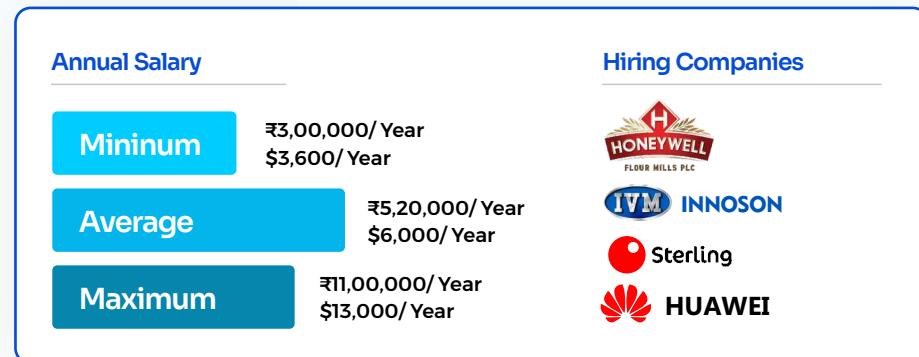 Annual Salary
Mininum
₹3,00,000/ Year
$3,600/ Year
Average
₹5,20,000/ Year
$6,000/ Year
Maximum
₹11,00,000/ Year
$13,000/ Year
Hiring Companies
H
HONEYWELL
FLOUR MILLS PLC
IVM INNOSON
Sterling
HUAWEI